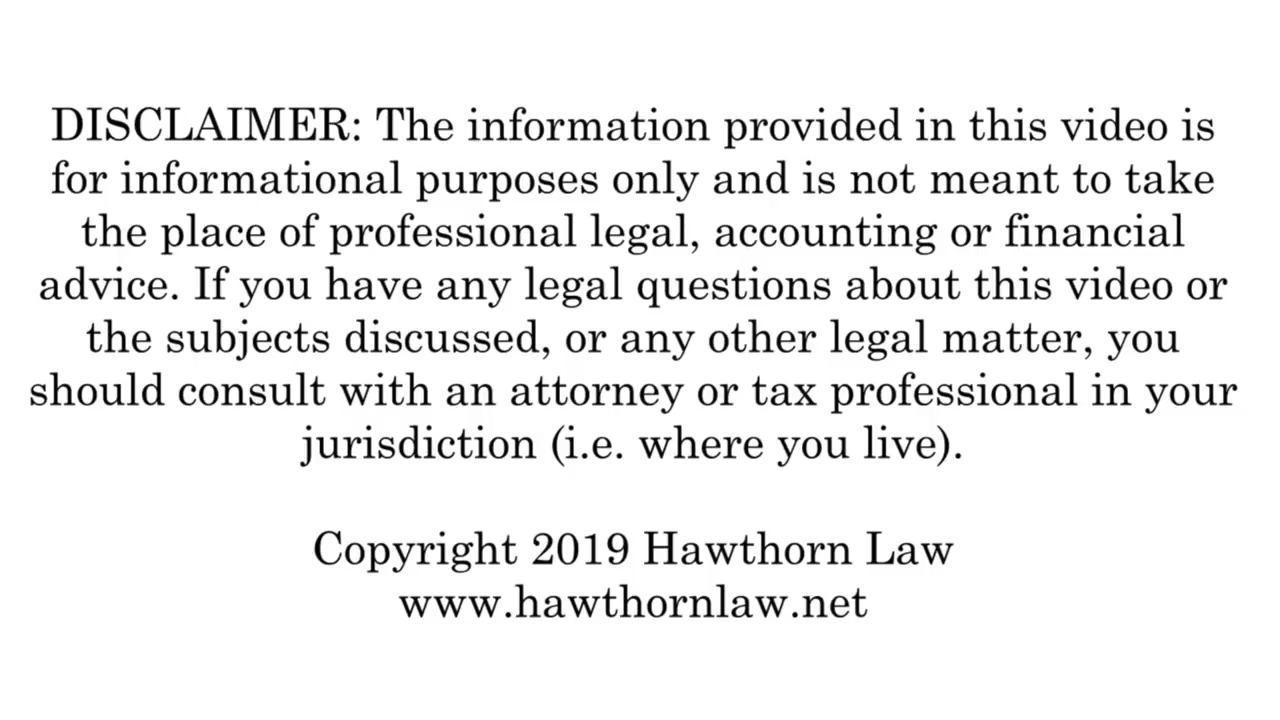 DISCLAIMER: The information provided in this video is
for informational purposes only and is not meant to take
the place of professional legal, accounting or financial
advice. If you have any legal questions about this video or
the subjects discussed, or any other legal matter, you
should consult with an attorney or tax professional in your
jurisdiction (i.e. where you live).
Copyright 2019 Hawthorn Law
www.hawthornlaw.net